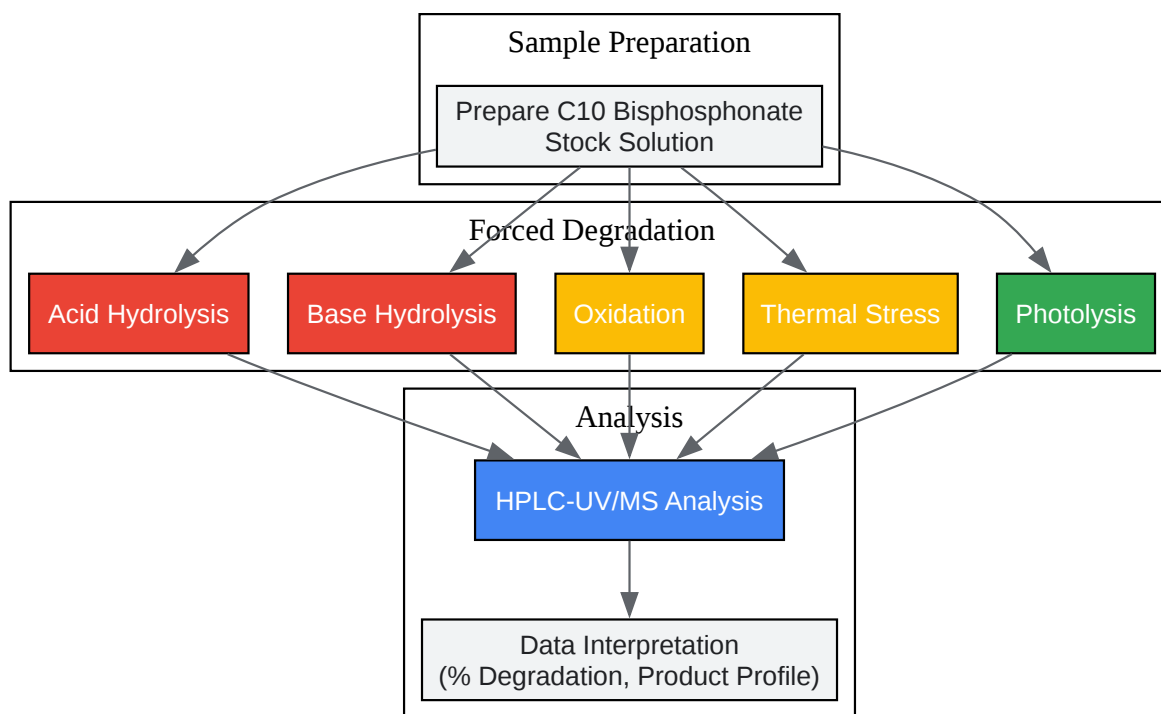 Sample Preparation
Prepare C10 Bisphosphonate
Stock Solution
Forced Degradation
Acid Hydrolysis
Base Hydrolysis
Oxidation
Thermal Stress
Photolysis
Analysis
HPLC-UV/MS Analysis
Data Interpretation
(% Degradation, Product Profile)